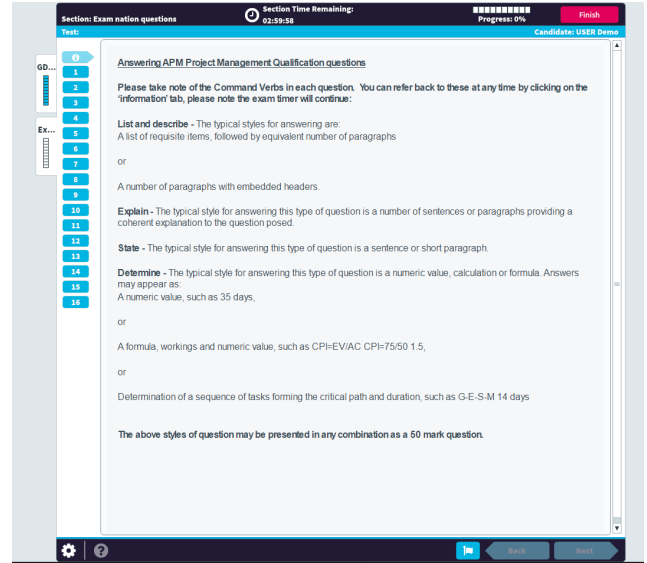 Section: Exam nation questions
Section Time Remaining:
02:59:58
Progress: 0%
Finish
Test:
Candidate: USER Demo
GD...
Ex...
1
2
3
4
5
6
7
8
9
10
11
12
13
14
15
16
Answering APM Project Management Qualification questions
Please take note of the Command Verbs in each question. You can refer back to these at any time by clicking on the
'information' tab, please note the exam timer will continue:
List and describe - The typical styles for answering are:
A list of requisite items, followed by equivalent number of paragraphs
or
A number of paragraphs with embedded headers.
Explain - The typical style for answering this type of question is a number of sentences or paragraphs providing a
coherent explanation to the question posed.
State - The typical style for answering this type of question is a sentence or short paragraph.
Determine - The typical style for answering this type of question is a numeric value, calculation or formula. Answers
may appear as:
A numeric value, such as 35 days,
or
A formula, workings and numeric value, such as CPI=EV/AC CPI=75/50 1.5,
or
Determination of a sequence of tasks forming the critical path and duration, such as G-E-S-M 14 days
The above styles of question may be presented in any combination as a 50 mark question.
Back
Next